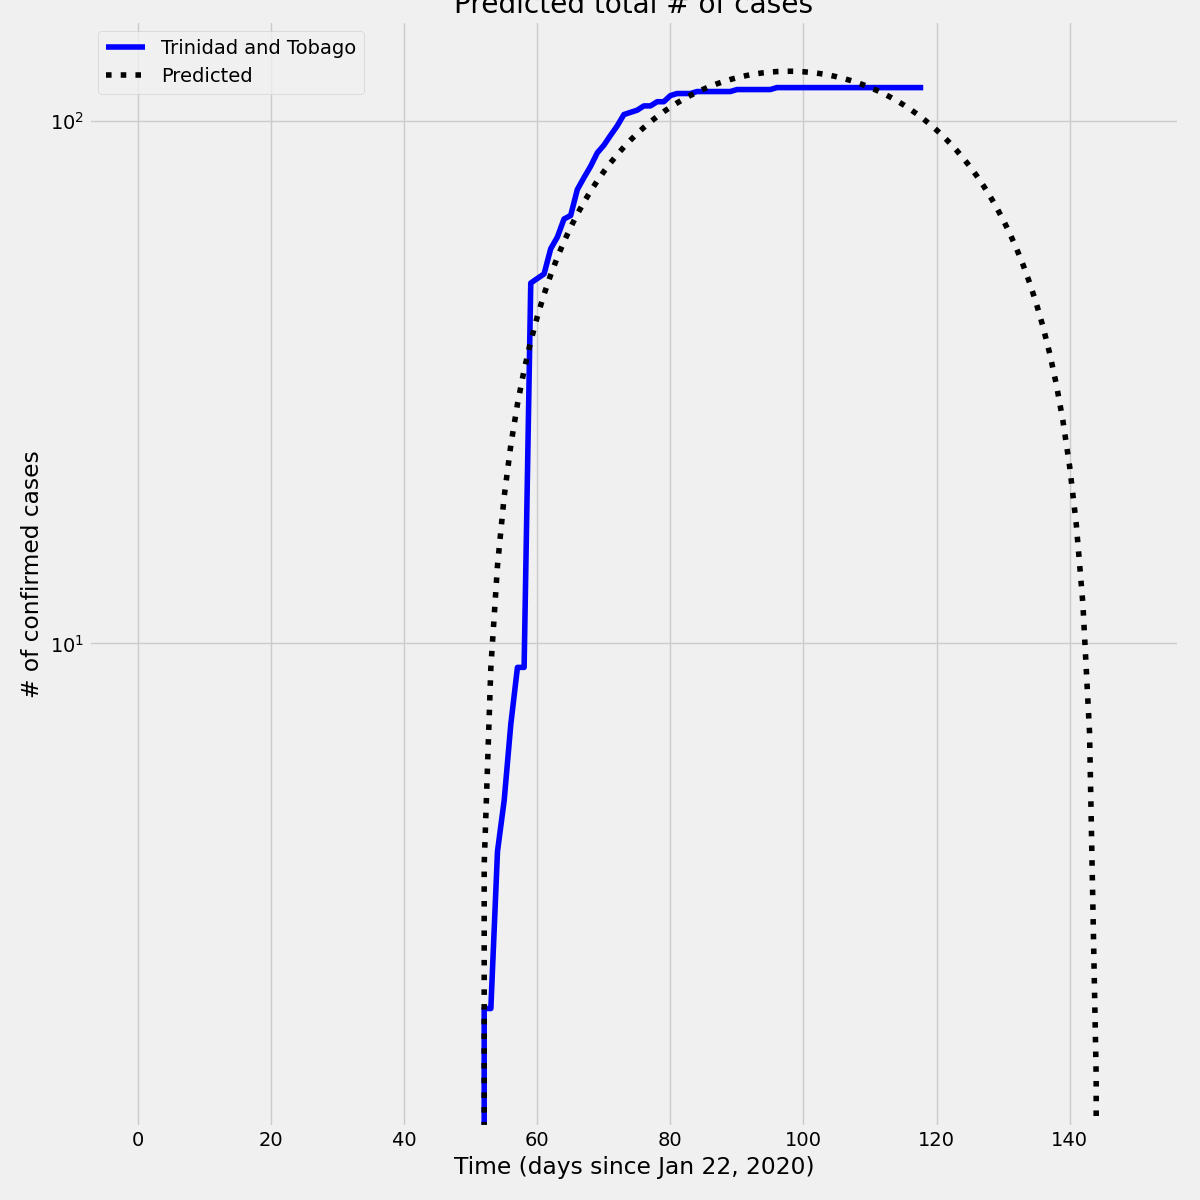 Predicted total # of cases
Trinidad and Tobago
Predicted
# of confirmed cases
10²
10¹
0 20 40 60 80 100 120 140
Time (days since Jan 22, 2020)